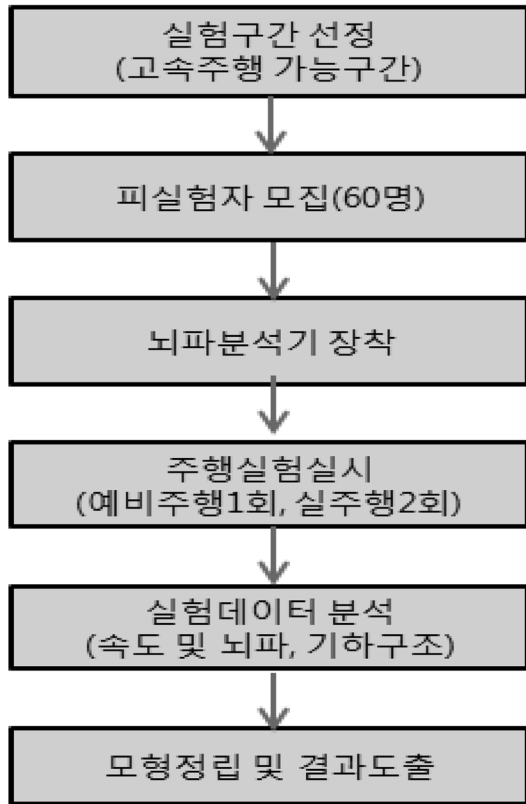 실험구간 선정
(고속주행 가능구간)
피실험자 모집(60명)
뇌파분석기 장착
주행실험실시
(예비주행1회, 실주행2회)
실험데이터 분석
(속도 및 뇌파, 기하구조)
모형정립 및 결과도출